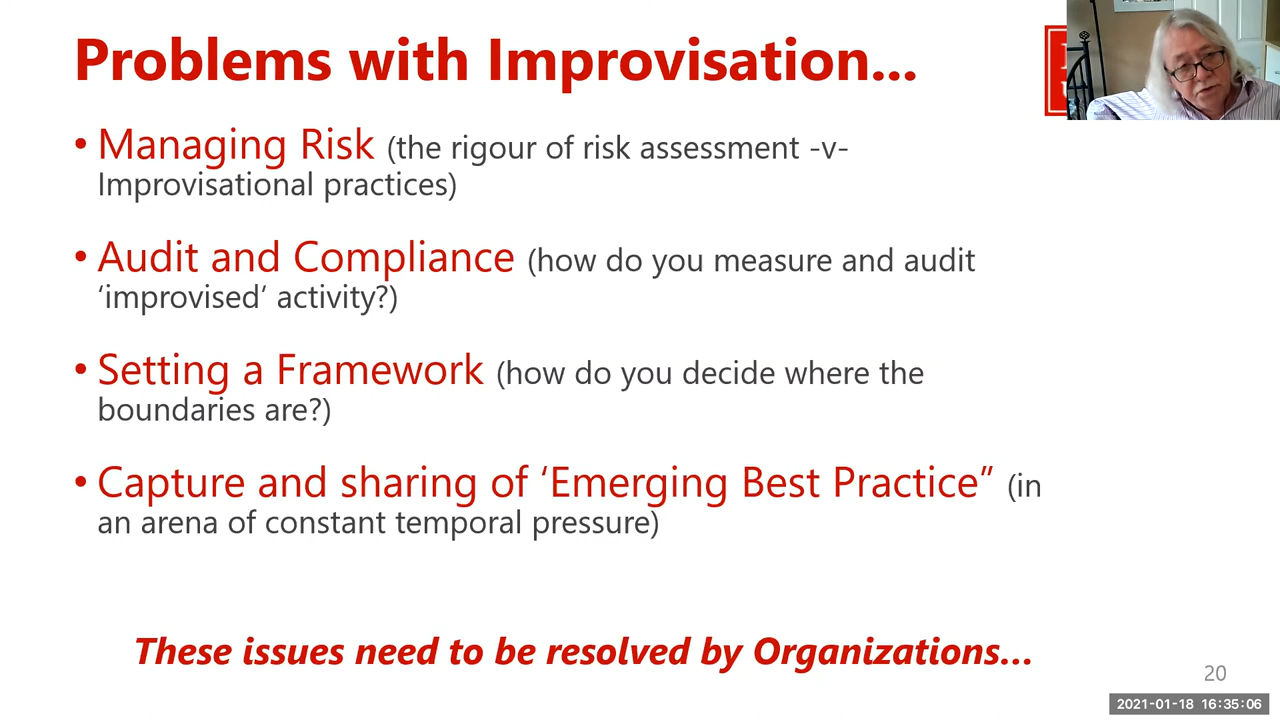 Problems with Improvisation...
• Managing Risk (the rigour of risk assessment -v-
Improvisational practices)
• Audit and Compliance (how do you measure and audit
‘improvised’ activity?)
• Setting a Framework (how do you decide where the
boundaries are?)
• Capture and sharing of ‘Emerging Best Practice” (in
an arena of constant temporal pressure)
These issues need to be resolved by Organizations...
20
2021-01-18 16:35:06